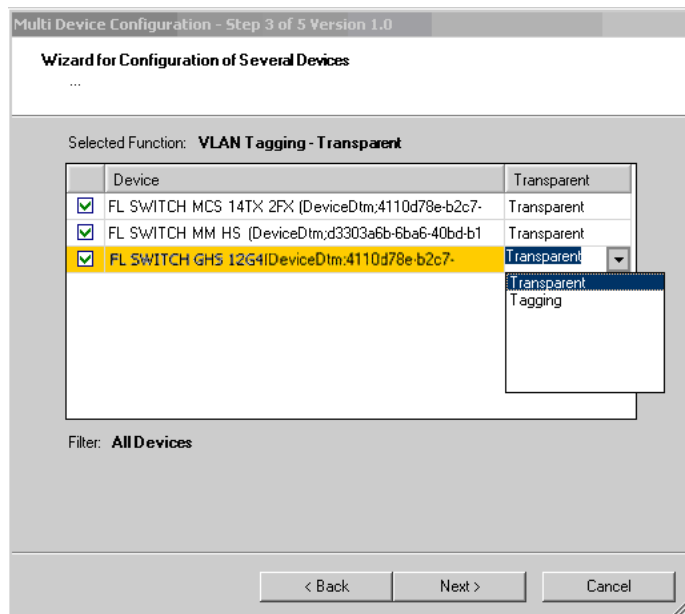 Multi Device Configuration - Step 3 of 5 Version 1.0
Wizard for Configuration of Several Devices
...
Selected Function: VLAN Tagging - Transparent
Device Transparent
FL SWITCH MCS 14TX 2FX (DeviceDtm;4110d78e-b2c7- Transparent
FL SWITCH MM HS (DeviceDtm;d3303a6b-6ba6-40bd-b1 Transparent
FL SWITCH GHS 12G4(DeviceDtm;4110d78e-b2c7- Transparent
Transparent
Tagging
Filter: All Devices
< Back Next > Cancel